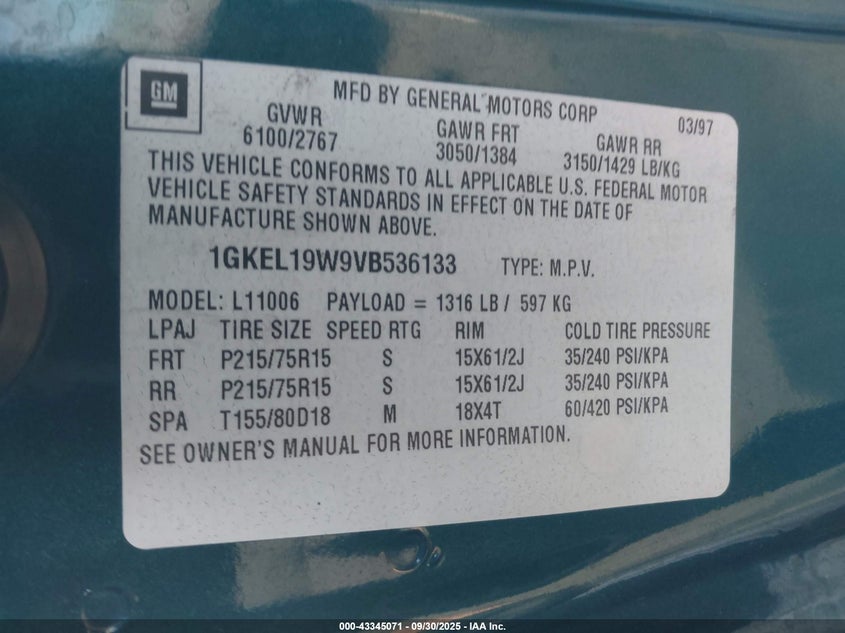 GM
MFD BY GENERAL MOTORS CORP 03/97
GVWR GAWR FRT GAWR RR
6100/2767 3050/1384 3150/1429 LB/KG
THIS VEHICLE CONFORMS TO ALL APPLICABLE U.S. FEDERAL MOTOR
VEHICLE SAFETY STANDARDS IN EFFECT ON THE DATE OF
MANUFACTURE SHOWN ABOVE.
1GKEL19W9VB536133 TYPE: M.P.V.
MODEL: L11006 PAYLOAD = 1316 LB / 597 KG
LPAJ TIRE SIZE SPEED RTG RIM COLD TIRE PRESSURE
FRT P215/75R15 S 15X61/2J 35/240 PSI/KPA
RR P215/75R15 S 15X61/2J 35/240 PSI/KPA
SPA T155/80D18 M 18X4T 60/420 PSI/KPA
SEE OWNER'S MANUAL FOR MORE INFORMATION.
000-43345071 - 09/30/2025 - IAA Inc.